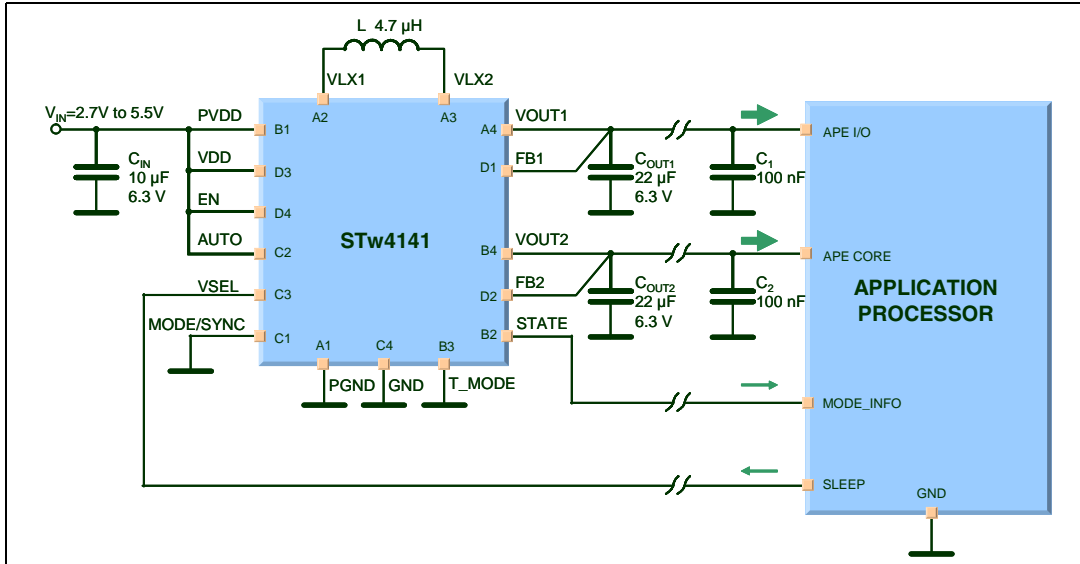 L 4.7 µH
VLX1
VLX2
A2
A3
VIN=2.7V to 5.5V
PVDD
B1
VDD
D3
EN
D4
AUTO
C2
VSEL
C3
MODE/SYNC
C1
CIN
10 µF
6.3 V
STw4141
A1
C4
B3
PGND
GND
T_MODE
A4
VOUT1
D1
FB1
B4
VOUT2
D2
FB2
B2
STATE
COUT1
22 µF
6.3 V
C1
100 nF
COUT2
22 µF
6.3 V
C2
100 nF
APE I/O
APE CORE
APPLICATION
PROCESSOR
MODE_INFO
SLEEP
GND